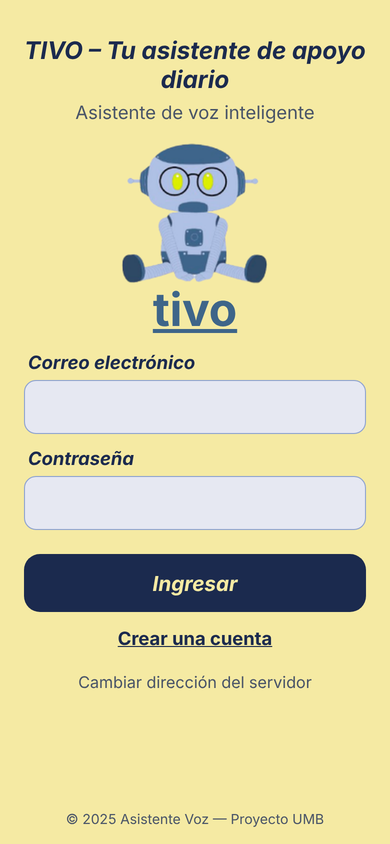 TIVO – Tu asistente de apoyo
diario
Asistente de voz inteligente
tivo
Correo electrónico
Contraseña
Ingresar
Crear una cuenta
Cambiar dirección del servidor
© 2025 Asistente Voz — Proyecto UMB